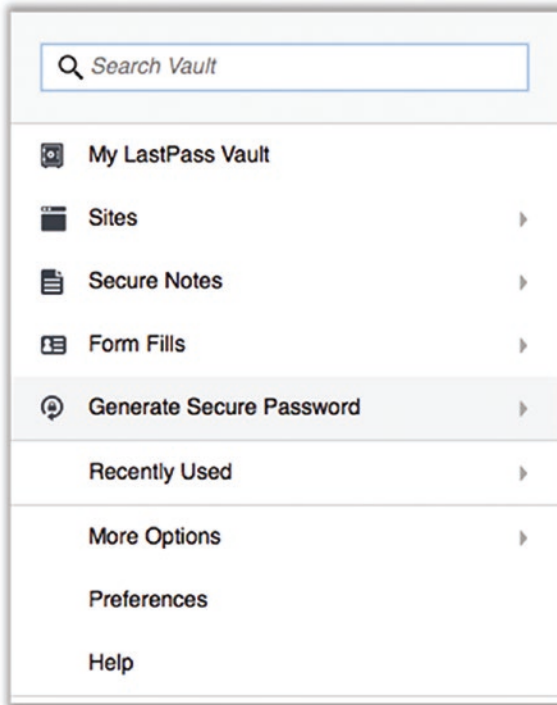 Search Vault
My LastPass Vault
Sites
Secure Notes
Form Fills
Generate Secure Password
Recently Used
More Options
Preferences
Help